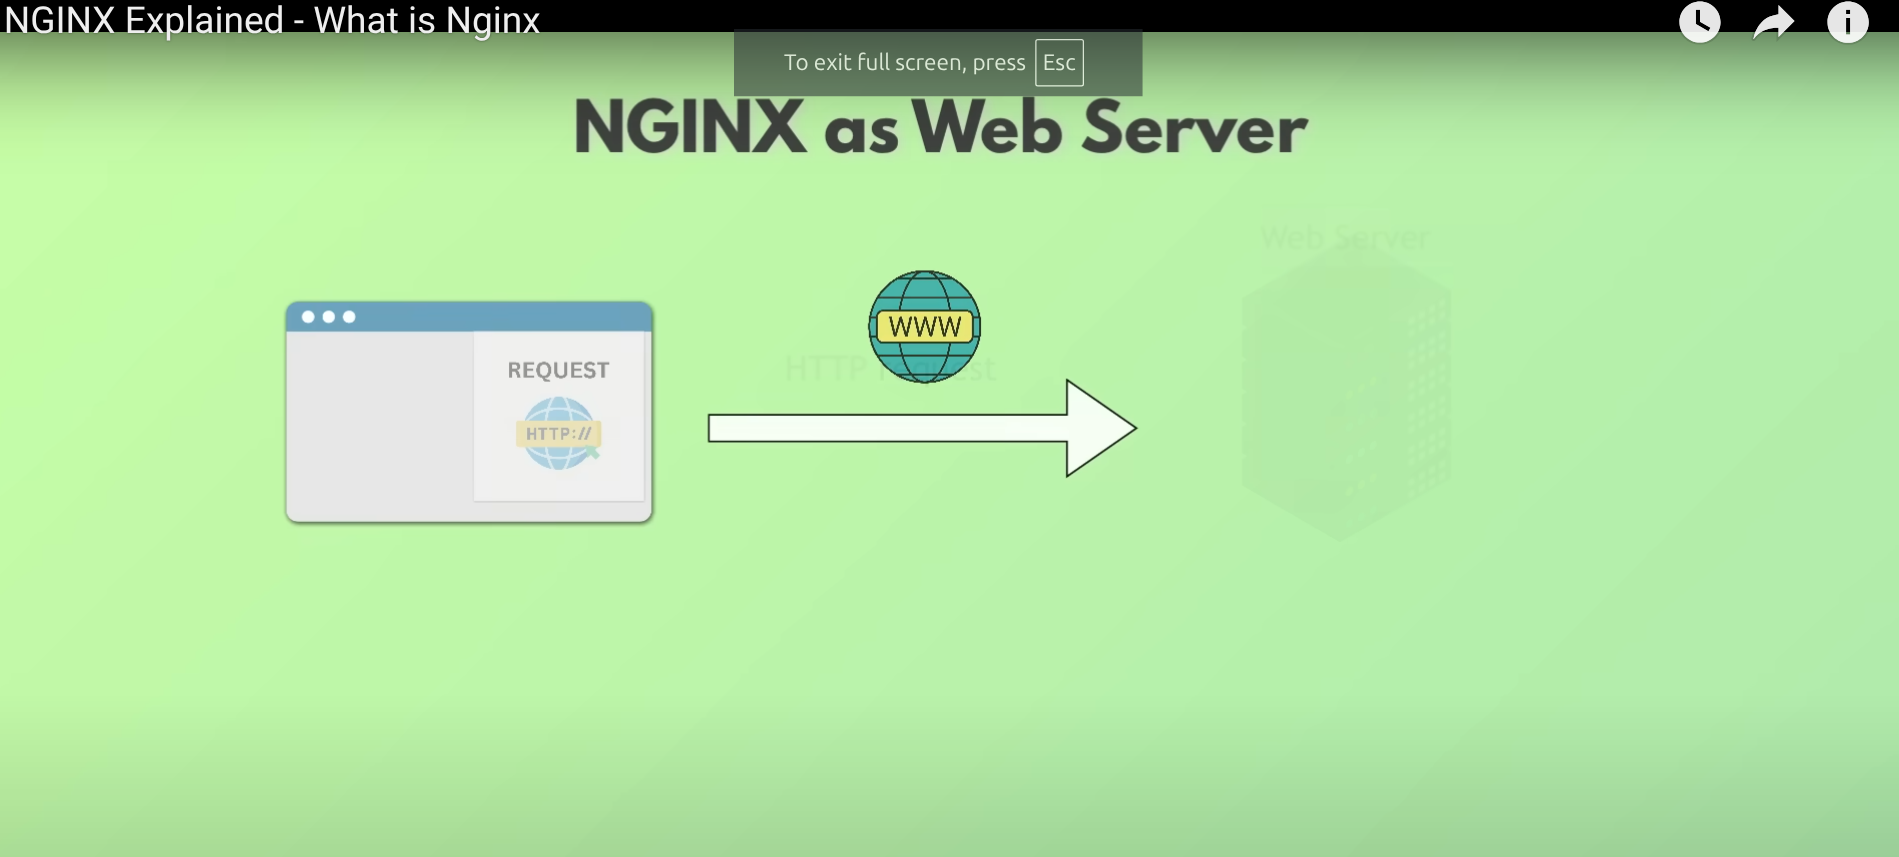 NGINX Explained - What is Nginx
To exit full screen, press Esc
NGINX as Web Server
Web Server
WWW
HTTP Request
REQUEST
HTTP://